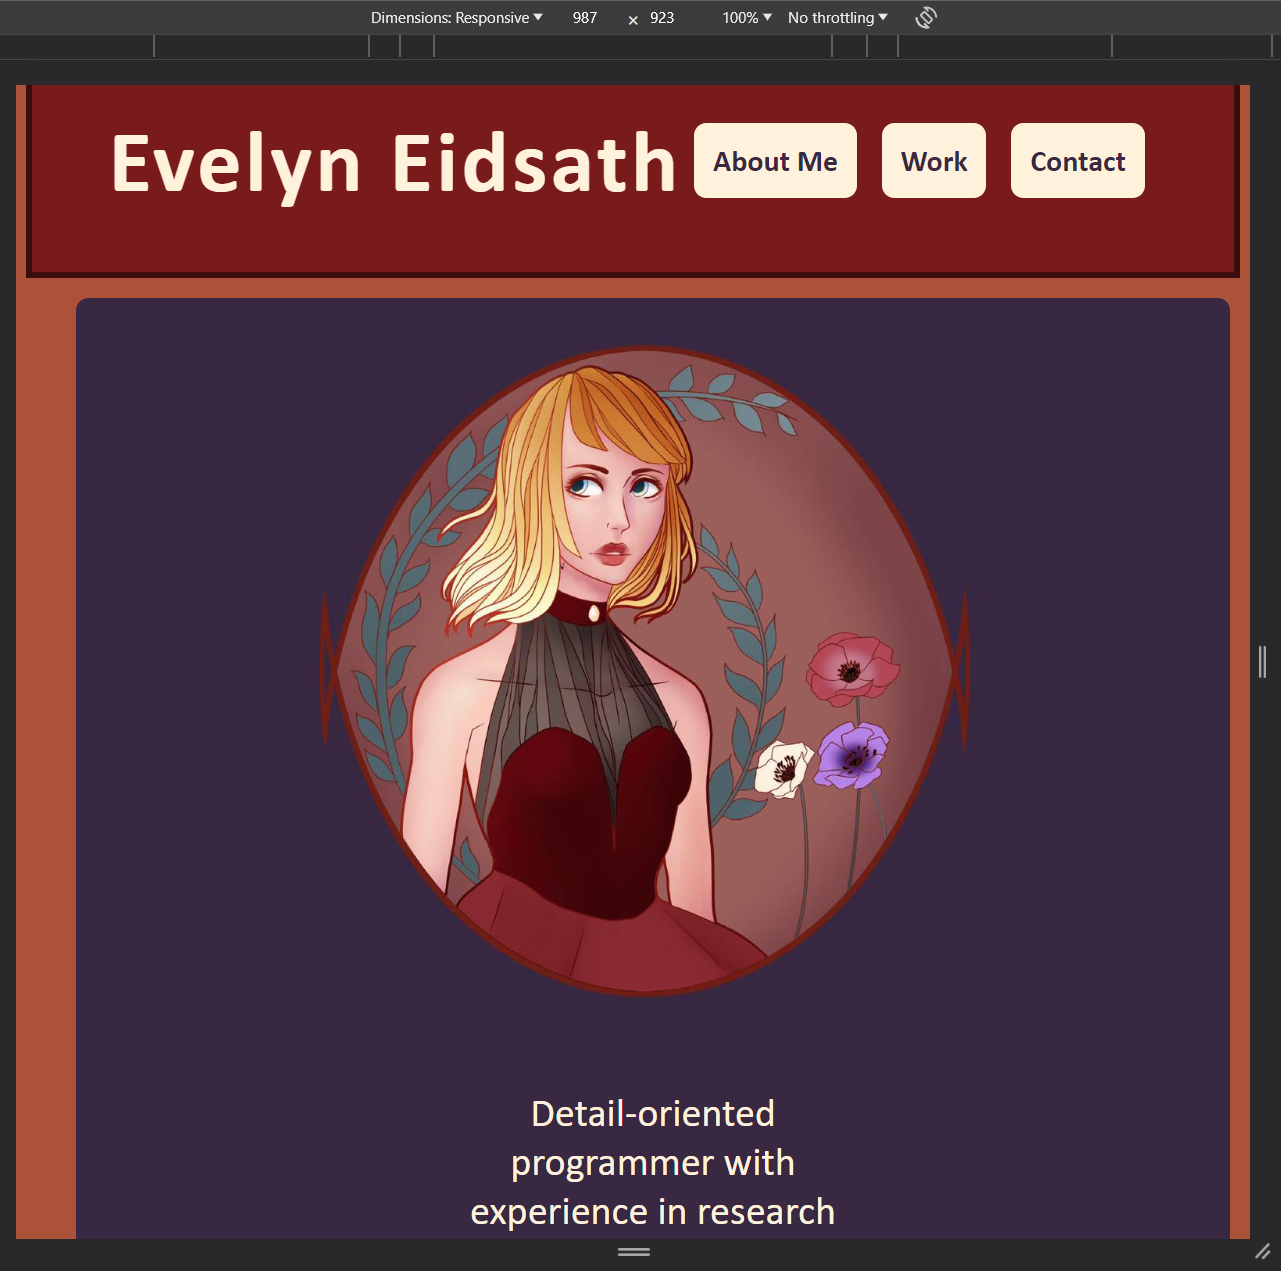 Dimensions: Responsive 987 × 923 100% No throttling
Evelyn Eidsath About Me Work Contact
Detail-oriented
programmer with
experience in research